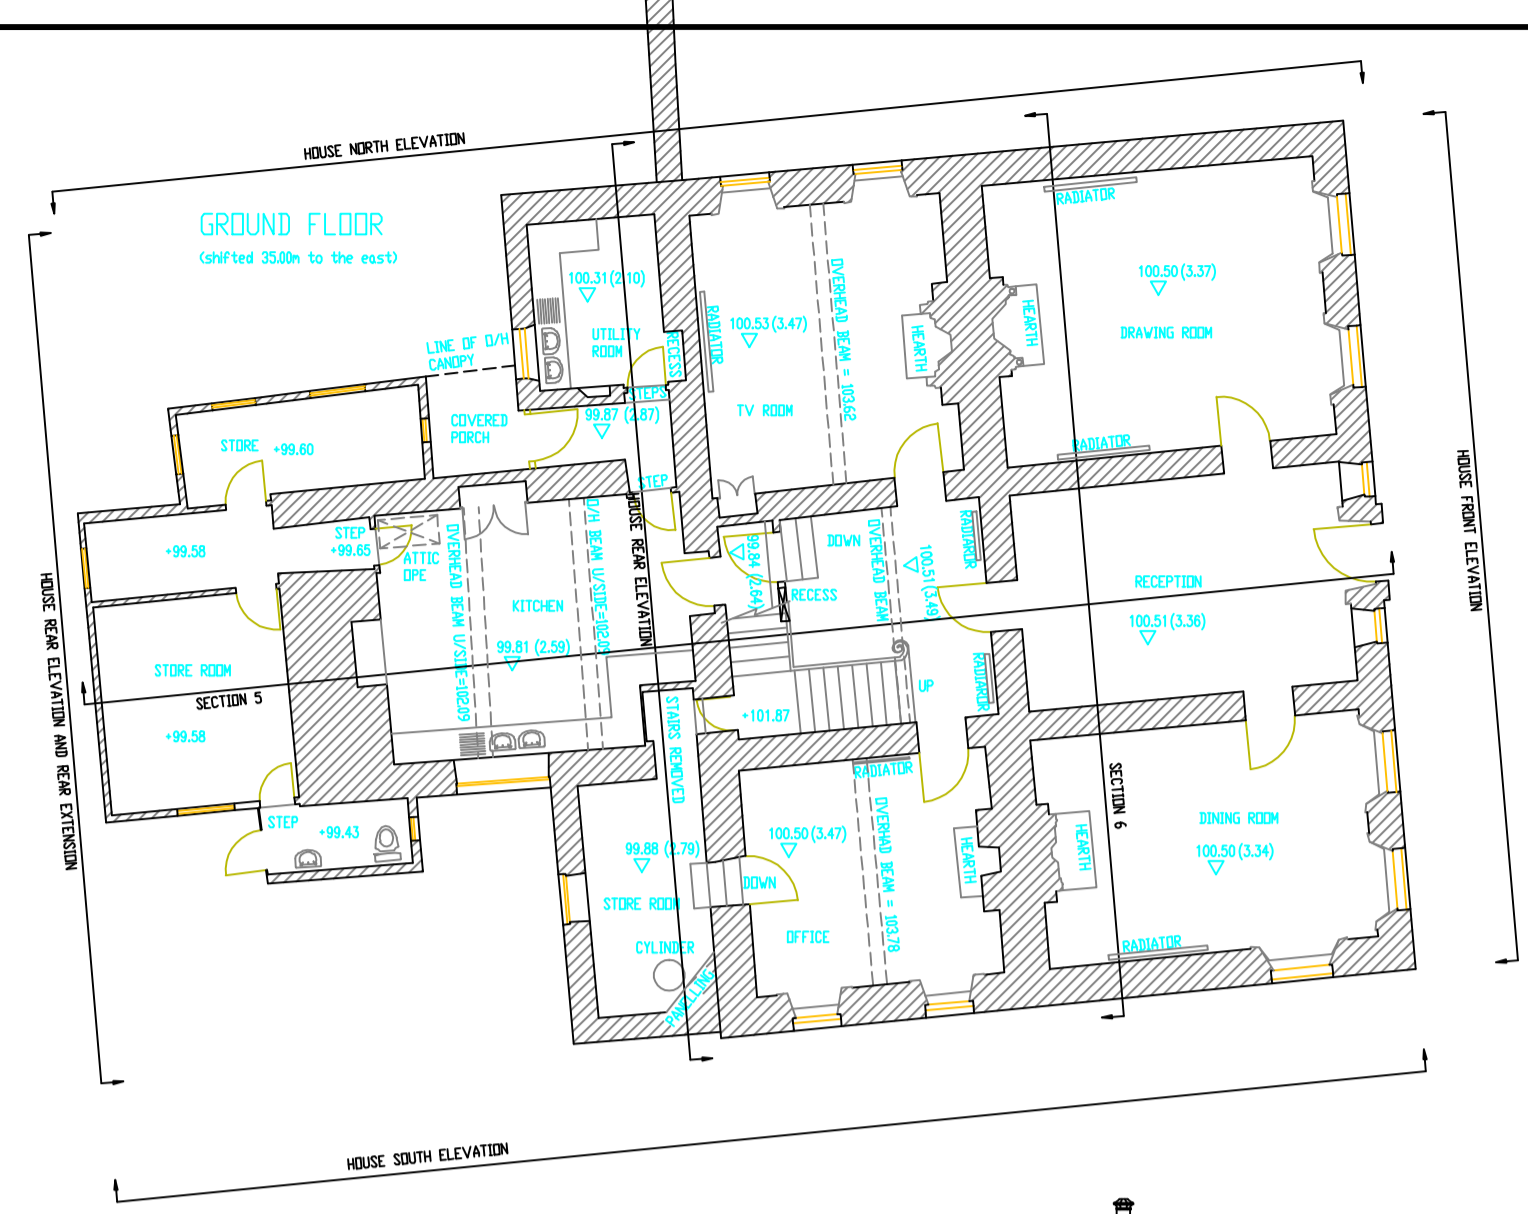 HOUSE NORTH ELEVATION
GROUND FLOOR
(shifted 35.00m to the east)
100.31(2.10)
UTILITY
ROOM
RECESS
STEPS
LINE OF O/H
CANOPY
COVERED
PORCH
99.87 (2.87)
STEP
STORE +99.60
RADIATOR
100.53(3.47)
TV ROOM
OVERHEAD BEAM = 103.62
HEARTH
HEARTH
RADIATOR
100.50(3.37)
DRAWING ROOM
RADIATOR
HOUSE FRONT ELEVATION
+99.58
STEP
+99.65
ATTIC
OPE
OVERHEAD BEAM U/SIDE=102.09
KITCHEN
99.81 (2.59)
O/H BEAM U/SIDE=102.09
HOUSE REAR ELEVATION
99.84 (2.64)
DOWN
RECESS
OVERHEAD BEAM
100.51(3.49)
RADIAROR
RECEPTION
100.51(3.36)
STORE ROOM
SECTION 5
+99.58
HOUSE REAR ELEVATION AND REAR EXTENSION
STEP
+99.43
STAIRS REMOVED
+101.87
UP
RADIAROR
SECTION 6
RADIATOR
OVERHAD BEAM = 103.78
100.50(3.47)
HEARTH
HEARTH
DINING ROOM
100.50(3.34)
99.88 (2.79)
STORE ROOM
DOWN
OFFICE
CYLINDER
PANELLING
RADIATOR
HOUSE SOUTH ELEVATION